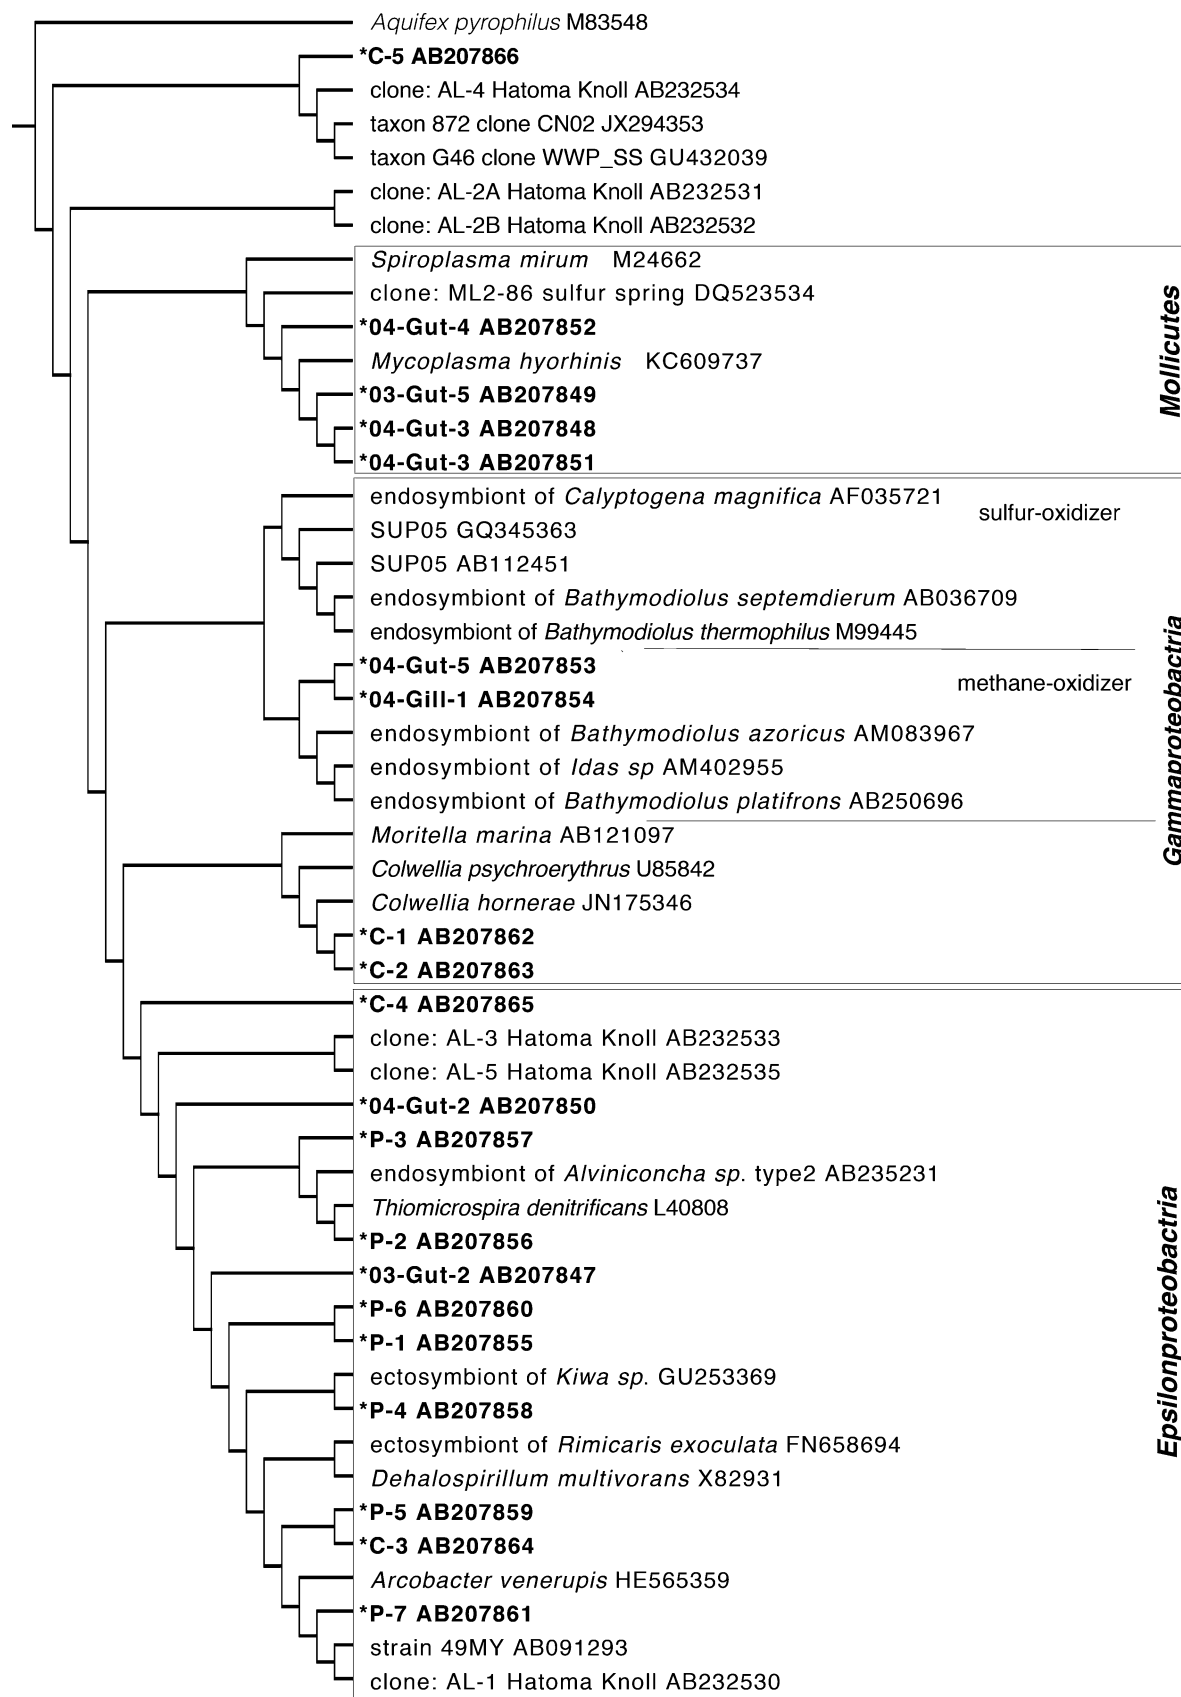 Aquifex pyrophilus M83548
*C-5 AB207866
clone: AL-4 Hatoma Knoll AB232534
taxon 872 clone CN02 JX294353
taxon G46 clone WWP_SS GU432039
clone: AL-2A Hatoma Knoll AB232531
clone: AL-2B Hatoma Knoll AB232532
Spiroplasma mirum M24662
clone: ML2-86 sulfur spring DQ523534
*04-Gut-4 AB207852
Mycoplasma hyorhinis KC609737
*03-Gut-5 AB207849
*04-Gut-3 AB207848
*04-Gut-3 AB207851
Mollicutes
endosymbiont of Calyptogena magnifica AF035721
sulfur-oxidizer
SUP05 GQ345363
SUP05 AB112451
endosymbiont of Bathymodiolus septemdierum AB036709
endosymbiont of Bathymodiolus thermophilus M99445
*04-Gut-5 AB207853
methane-oxidizer
*04-Gill-1 AB207854
endosymbiont of Bathymodiolus azoricus AM083967
endosymbiont of Idas sp AM402955
endosymbiont of Bathymodiolus platifrons AB250696
Moritella marina AB121097
Colwellia psychroerythrus U85842
Colwellia hornerae JN175346
*C-1 AB207862
*C-2 AB207863
Gammaproteobactria
*C-4 AB207865
clone: AL-3 Hatoma Knoll AB232533
clone: AL-5 Hatoma Knoll AB232535
*04-Gut-2 AB207850
*P-3 AB207857
endosymbiont of Alviniconcha sp. type2 AB235231
Thiomicrospira denitrificans L40808
*P-2 AB207856
*03-Gut-2 AB207847
*P-6 AB207860
*P-1 AB207855
ectosymbiont of Kiwa sp. GU253369
*P-4 AB207858
ectosymbiont of Rimicaris exoculata FN658694
Dehalospirillum multivorans X82931
*P-5 AB207859
*C-3 AB207864
Arcobacter venerupis HE565359
*P-7 AB207861
strain 49MY AB091293
clone: AL-1 Hatoma Knoll AB232530
Epsilonproteobactria